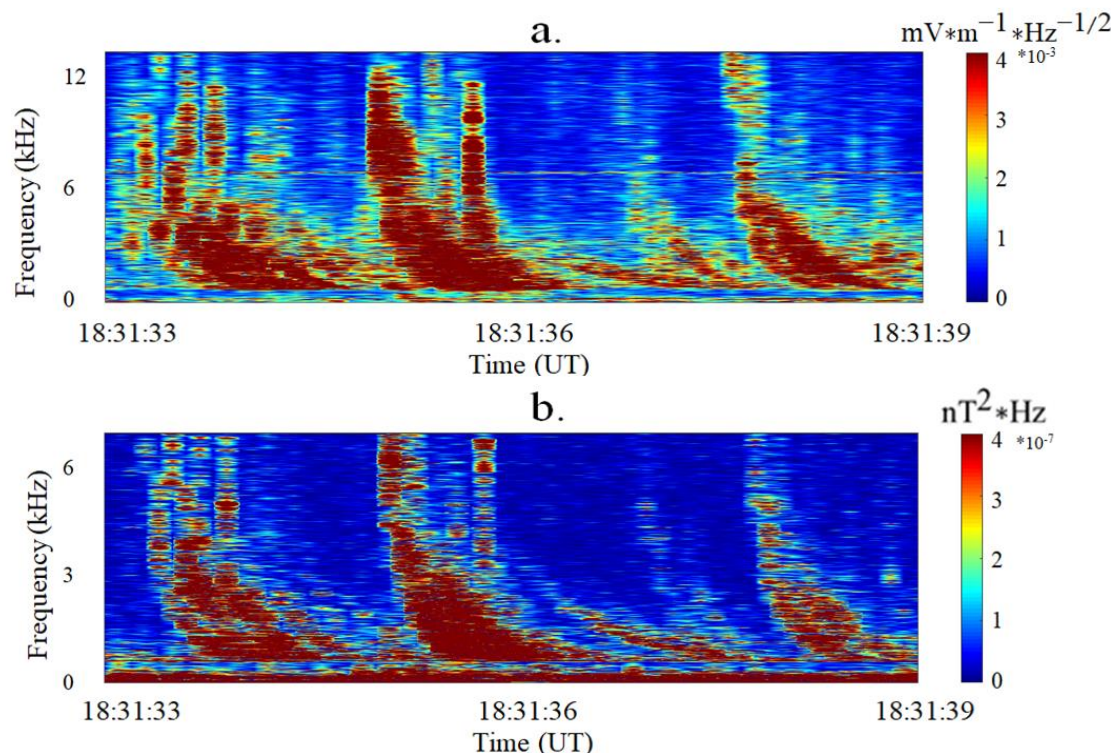 a.
mV*m⁻¹*Hz⁻¹/²
4 *10⁻³
3
2
1
0
12
6
0
Frequency (kHz)
18:31:33 18:31:36 18:31:39
Time (UT)
b.
nT²*Hz
4 *10⁻⁷
3
2
1
0
6
3
0
Frequency (kHz)
18:31:33 18:31:36 18:31:39
Time (UT)